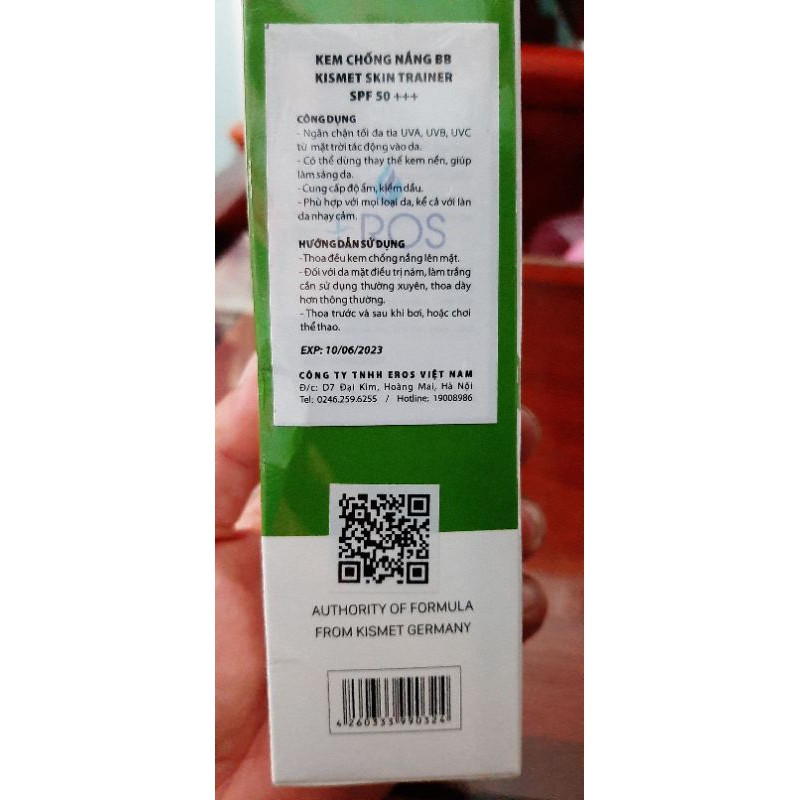 KEM CHỐNG NẮNG BB
KISMET SKIN TRAINER
SPF 50 +++
CÔNG DỤNG
- Ngăn chặn tối đa tia UVA, UVB, UVC
từ mặt trời tác động vào da.
- Có thể dùng thay thế kem nền, giúp
làm sáng da.
- Cung cấp độ ẩm, kiềm dầu.
- Phù hợp với mọi loại da, kể cả với làn
da nhạy cảm.
EROS
HƯỚNG DẪN SỬ DỤNG
- Thoa đều kem chống nắng lên mặt.
- Đối với da mặt điều trị nám, làm trắng
cần sử dụng thường xuyên, thoa dày
hơn thông thường.
- Thoa trước và sau khi bơi, hoặc chơi
thể thao.
EXP: 10/06/2023
CÔNG TY TNHH EROS VIỆT NAM
Đ/c: D7 Đại Kim, Hoàng Mai, Hà Nội
Tel: 0246.259.6255 / Hotline: 19008986
AUTHORITY OF FORMULA
FROM KISMET GERMANY
4 260333 990324